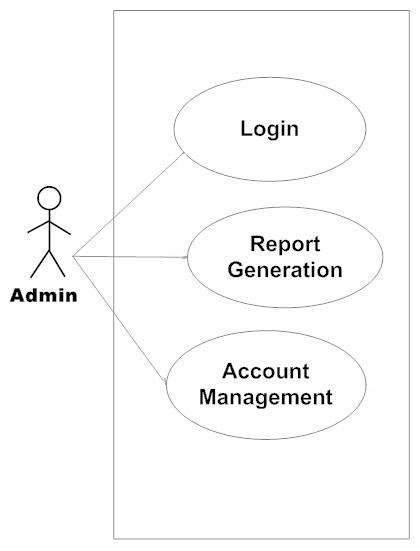 Login
Report
Generation
Admin
Account
Management